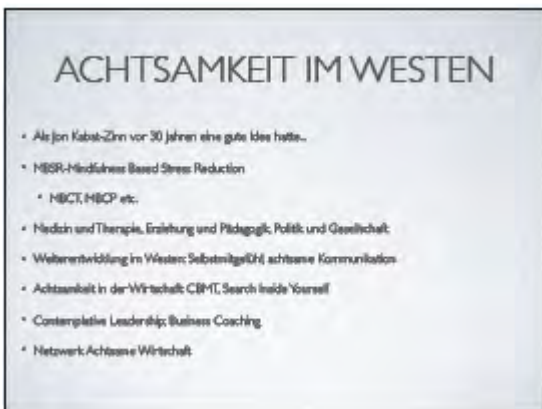 ACHTSAMKEIT IM WESTEN
• Als Jon Kabat-Zinn vor 30 Jahren eine gute Idee hatte...
• MBSR-Mindfulness Based Stress Reduction
• MBCT, MBCP etc.
• Medizin und Therapie, Erziehung und Pädagogik, Politik und Gesellschaft
• Weiterentwicklung im Westen: Selbstmitgefühl, achtsame Kommunikation
• Achtsamkeit in der Wirtschaft: CBMT, Search Inside Yourself
• Contemplative Leadership; Business Coaching
• Netzwerk Achtsame Wirtschaft